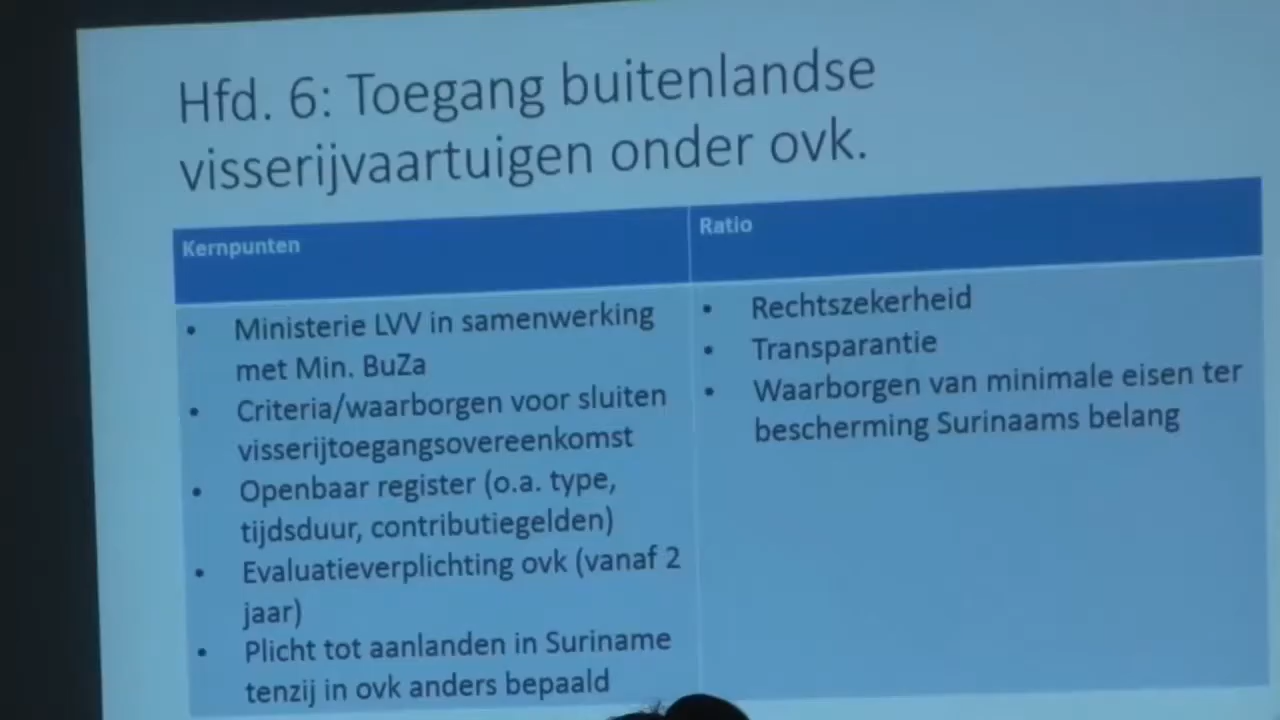 Hfd. 6: Toegang buitenlandse
visserijvaartuigen onder ovk.
Kernpunten
• Ministerie LVV in samenwerking
met Min. BuZa
• Criteria/waarborgen voor sluiten
visserijtoegangsovereenkomst
• Openbaar register (o.a. type,
tijdsduur, contributiegelden)
• Evaluatieverplichting ovk (vanaf 2
jaar)
• Plicht tot aanlanden in Suriname
tenzij in ovk anders bepaald
Ratio
• Rechtszekerheid
• Transparantie
• Waarborgen van minimale eisen ter
bescherming Surinaams belang